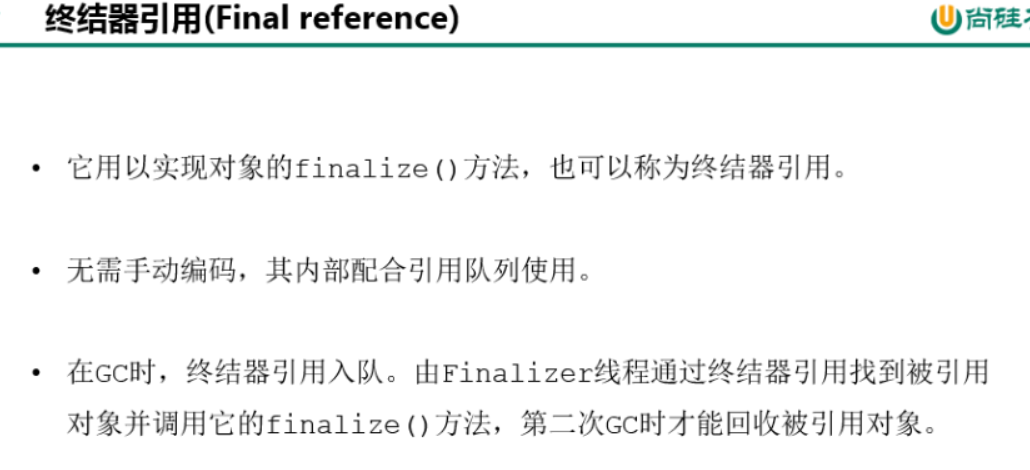 终结器引用(Final reference)
尚硅
• 它用以实现对象的finalize()方法，也可以称为终结器引用。
• 无需手动编码，其内部配合引用队列使用。
• 在GC时，终结器引用入队。由Finalizer线程通过终结器引用找到被引用
对象并调用它的finalize()方法，第二次GC时才能回收被引用对象。